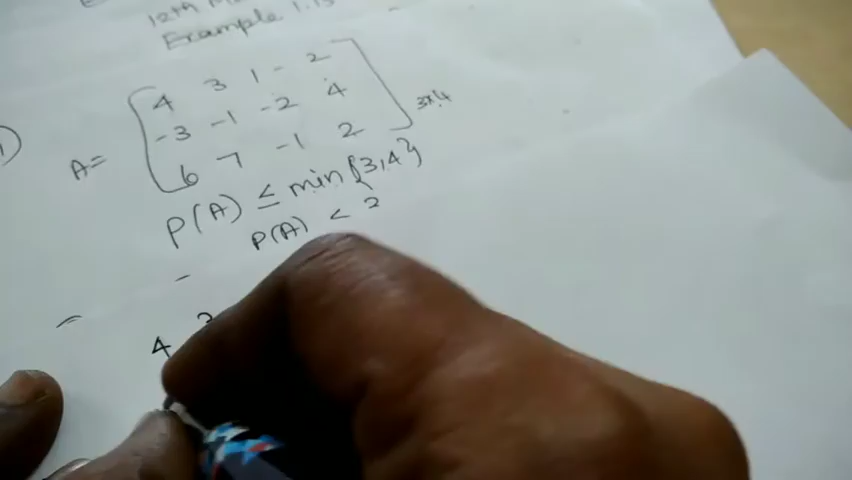 12th
Example 1.15
1)
A= [ 4 3 1 -2
-3 -1 -2 4
6 7 -1 2 ] 3×4
P(A) ≤ min {3,4}
P(A) <
4